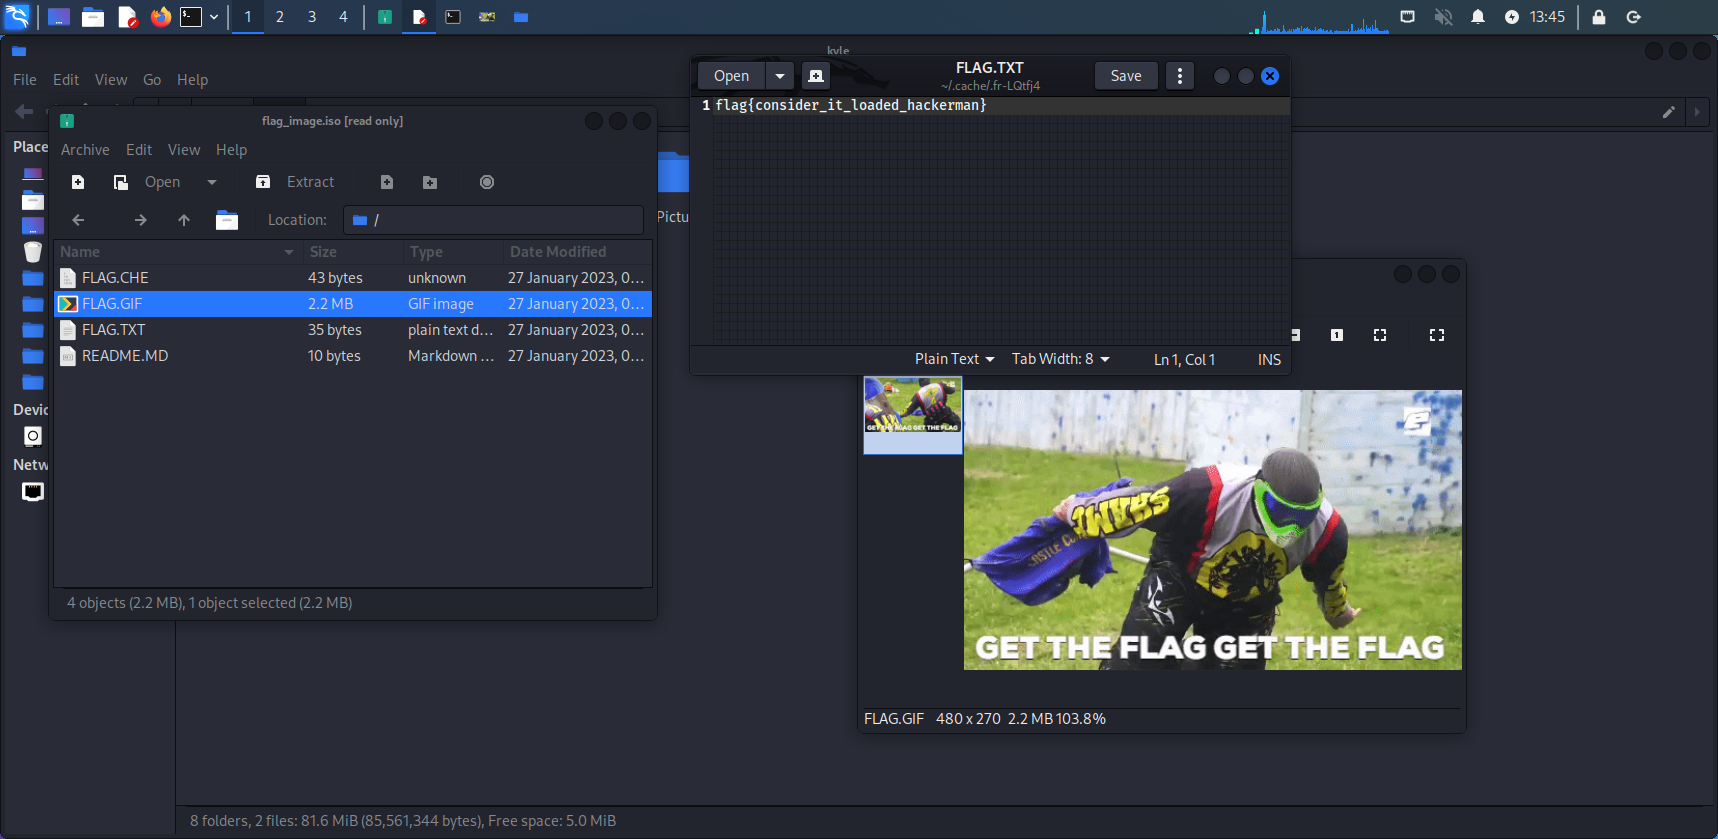 1 2 3 4 13:45
kyle
File Edit View Go Help
flag_image.iso [read only]
Archive Edit View Help
Open Extract
Location: /
Name Size Type Date Modified
FLAG.CHE 43 bytes unknown 27 January 2023, 0...
FLAG.GIF 2.2 MB GIF image 27 January 2023, 0...
FLAG.TXT 35 bytes plain text d... 27 January 2023, 0...
README.MD 10 bytes Markdown ... 27 January 2023, 0...
4 objects (2.2 MB), 1 object selected (2.2 MB)
Place
Devic
Netw
Pictu
Open FLAG.TXT Save
~/.cache/.fr-LQtfj4
1 flag{consider_it_loaded_hackerman}
Plain Text Tab Width: 8 Ln 1, Col 1 INS
1
GET THE FLAG GET THE FLAG
SHAME
GET THE FLAG GET THE FLAG
FLAG.GIF 480 x 270 2.2 MB 103.8%
8 folders, 2 files: 81.6 MiB (85,561,344 bytes), Free space: 5.0 MiB